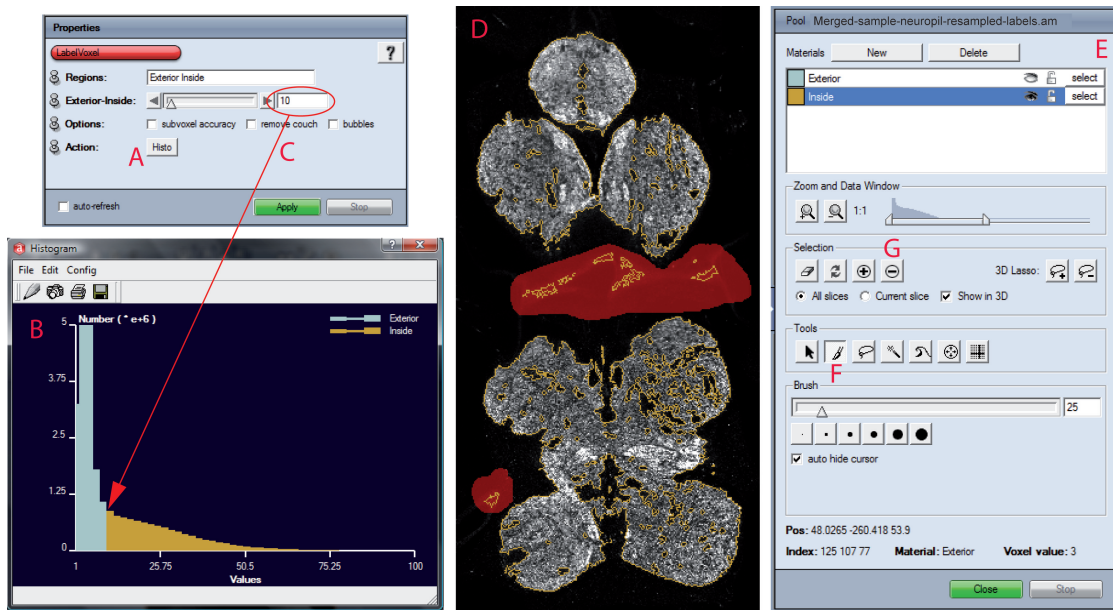 Properties
LabelVoxel
?
Regions: Exterior Inside
Exterior-Inside: 10
Options: subvoxel accuracy remove couch bubbles
A
C
Action: Histo
auto-refresh Apply Stop
Histogram
File Edit Config
B
5 Number ( * e+6 )
Exterior
Inside
3.75
2.5
1.25
0
1 25.75 50.5 75.25 100
Values
D
Pool Merged-sample-neuropil-resampled-labels.am
E
Materials New Delete
Exterior select
Inside select
Zoom and Data Window
1:1
G
Selection
3D Lasso:
All slices Current slice Show in 3D
Tools
F
Brush
25
auto hide cursor
Pos: 48.0265 -260.418 53.9
Index: 125 107 77 Material: Exterior Voxel value: 3
Close Stop